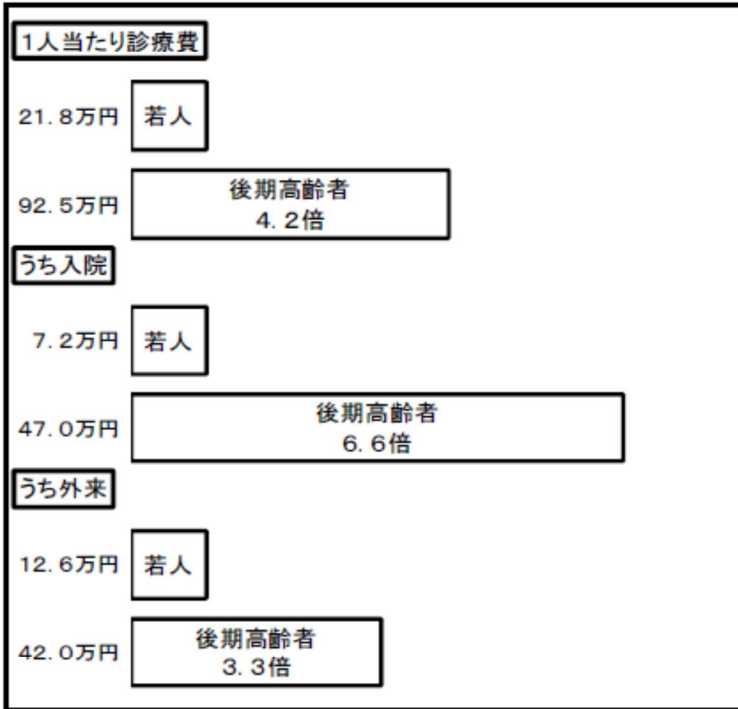 1人当たり診療費
21.8万円 若人
後期高齢者
92.5万円 4.2倍
うち入院
7.2万円 若人
後期高齢者
47.0万円 6.6倍
うち外来
12.6万円 若人
後期高齢者
42.0万円 3.3倍